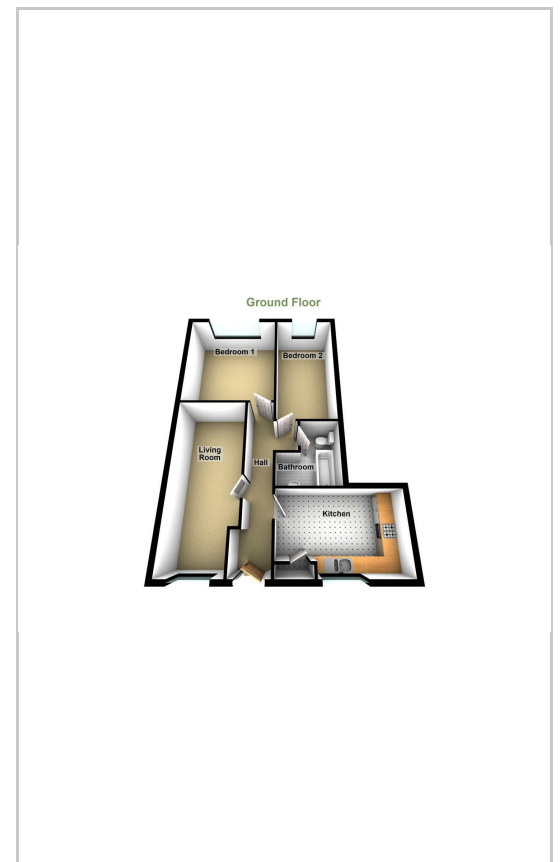 Ground Floor
Bedroom 1
Bedroom 2
Living
Room
Hall
Bathroom
Kitchen